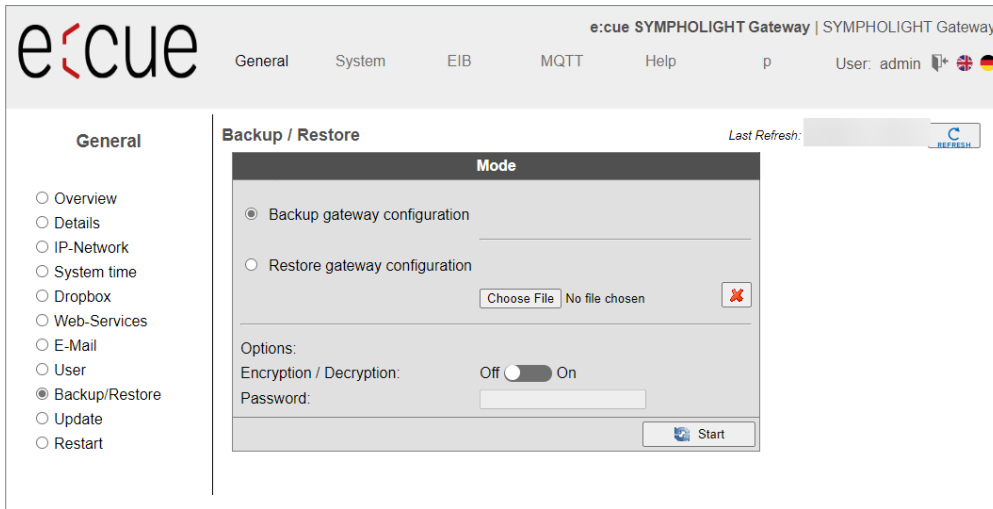 e:cue SYMPHOLIGHT Gateway | SYMPHOLIGHT Gateway
e:cue
General System EIB MQTT Help p User: admin
General
Backup / Restore
Last Refresh:
REFRESH
Overview
Details
IP-Network
System time
Dropbox
Web-Services
E-Mail
User
Backup/Restore
Update
Restart
Mode
Backup gateway configuration
Restore gateway configuration
Choose File No file chosen
Options:
Encryption / Decryption: Off On
Password:
Start